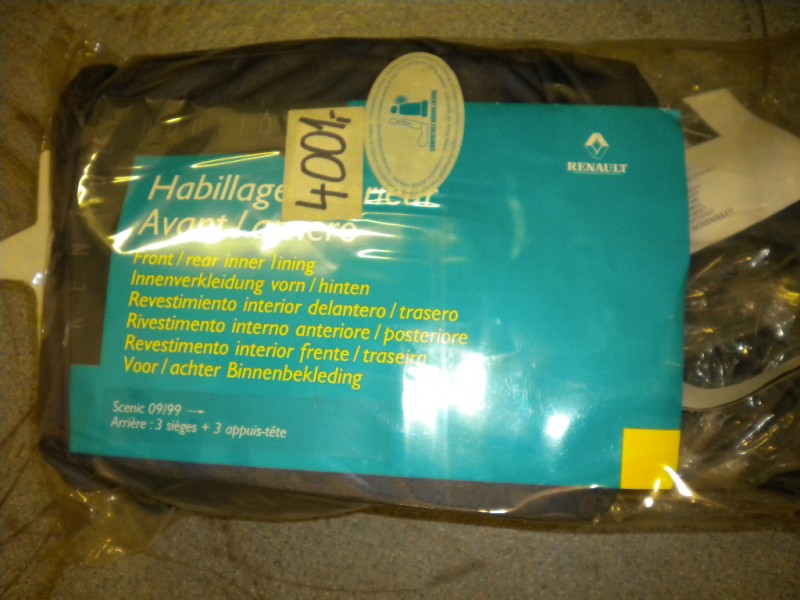 4001,-
RENAULT
Habillage
Avant / arrière
Front / rear inner lining
Innenverkleidung vorn / hinten
Revestimiento interior delantero / trasero
Rivestimento interno anteriore / posteriore
Revestimento interior frente / traseira
Voor / achter Binnenbekleding
Scenic 09/99 →
Arrière : 3 sièges + 3 appuis-tête